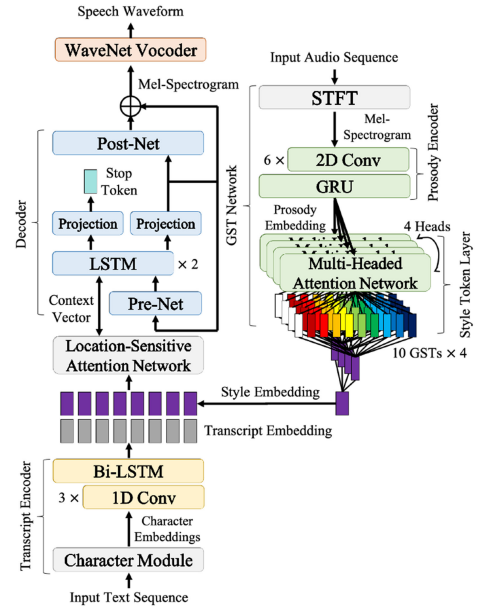 Speech Waveform
WaveNet Vocoder
Mel-Spectrogram
Post-Net
Stop
Token
Projection
Projection
LSTM
× 2
Context
Vector
Pre-Net
Location-Sensitive
Attention Network
Decoder
Style Embedding
Transcript Embedding
Bi-LSTM
3 ×
1D Conv
Character
Embeddings
Character Module
Transcript Encoder
Input Text Sequence
Input Audio Sequence
STFT
Mel-
Spectrogram
6 ×
2D Conv
GRU
Prosody Encoder
Prosody
Embedding
4 Heads
Multi-Headed
Attention Network
10 GSTs × 4
Style Token Layer
GST Network